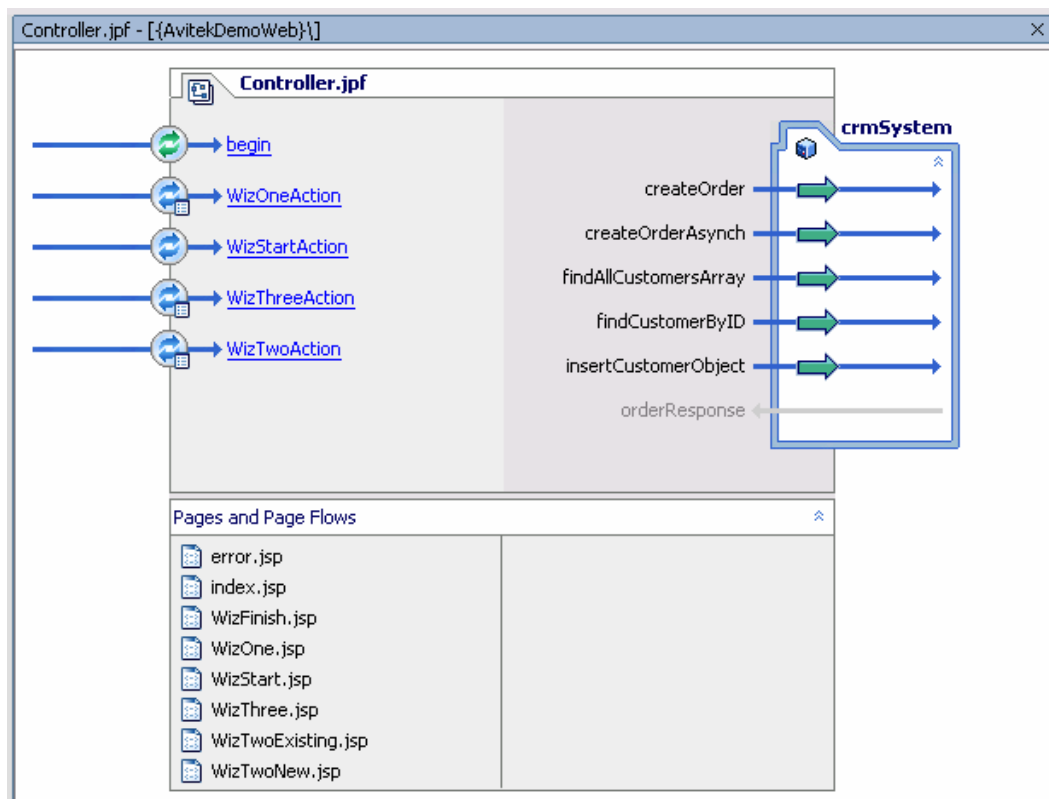 Controller.jpf - [{AvitekDemoWeb}\]
Controller.jpf
begin
WizOneAction
WizStartAction
WizThreeAction
WizTwoAction
crmSystem
createOrder
createOrderAsynch
findAllCustomersArray
findCustomerByID
insertCustomerObject
orderResponse
Pages and Page Flows
error.jsp
index.jsp
WizFinish.jsp
WizOne.jsp
WizStart.jsp
WizThree.jsp
WizTwoExisting.jsp
WizTwoNew.jsp